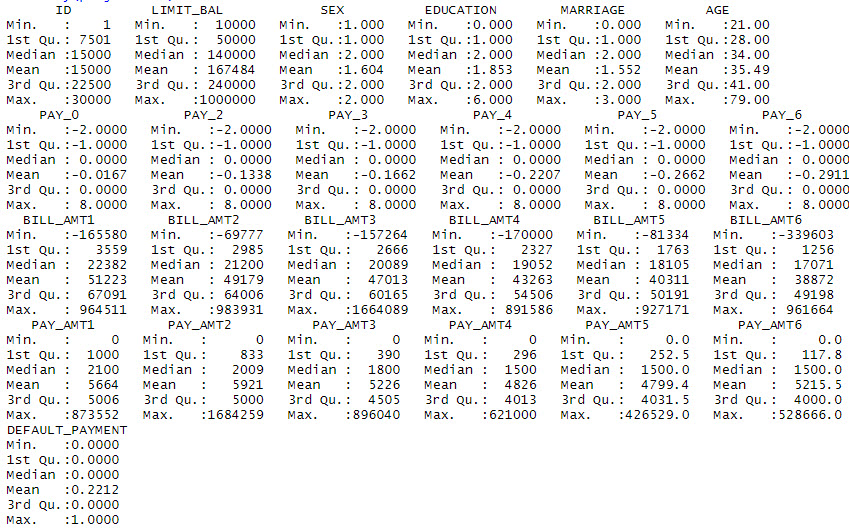 ID LIMIT_BAL SEX EDUCATION MARRIAGE AGE
Min. : 1 Min. : 10000 Min. :1.000 Min. :0.000 Min. :0.000 Min. :21.00
1st Qu.: 7501 1st Qu.: 50000 1st Qu.:1.000 1st Qu.:1.000 1st Qu.:1.000 1st Qu.:28.00
Median :15000 Median : 140000 Median :2.000 Median :2.000 Median :2.000 Median :34.00
Mean :15000 Mean : 167484 Mean :1.604 Mean :1.853 Mean :1.552 Mean :35.49
3rd Qu.:22500 3rd Qu.: 240000 3rd Qu.:2.000 3rd Qu.:2.000 3rd Qu.:2.000 3rd Qu.:41.00
Max. :30000 Max. :1000000 Max. :2.000 Max. :6.000 Max. :3.000 Max. :79.00
PAY_0 PAY_2 PAY_3 PAY_4 PAY_5 PAY_6
Min. :-2.0000 Min. :-2.0000 Min. :-2.0000 Min. :-2.0000 Min. :-2.0000 Min. :-2.0000
1st Qu.:-1.0000 1st Qu.:-1.0000 1st Qu.:-1.0000 1st Qu.:-1.0000 1st Qu.:-1.0000 1st Qu.:-1.0000
Median : 0.0000 Median : 0.0000 Median : 0.0000 Median : 0.0000 Median : 0.0000 Median : 0.0000
Mean :-0.0167 Mean :-0.1338 Mean :-0.1662 Mean :-0.2207 Mean :-0.2662 Mean :-0.2911
3rd Qu.: 0.0000 3rd Qu.: 0.0000 3rd Qu.: 0.0000 3rd Qu.: 0.0000 3rd Qu.: 0.0000 3rd Qu.: 0.0000
Max. : 8.0000 Max. : 8.0000 Max. : 8.0000 Max. : 8.0000 Max. : 8.0000 Max. : 8.0000
BILL_AMT1 BILL_AMT2 BILL_AMT3 BILL_AMT4 BILL_AMT5 BILL_AMT6
Min. :-165580 Min. :-69777 Min. :-157264 Min. :-170000 Min. :-81334 Min. :-339603
1st Qu.: 3559 1st Qu.: 2985 1st Qu.: 2666 1st Qu.: 2327 1st Qu.: 1763 1st Qu.: 1256
Median : 22382 Median : 21200 Median : 20089 Median : 19052 Median : 18105 Median : 17071
Mean : 51223 Mean : 49179 Mean : 47013 Mean : 43263 Mean : 40311 Mean : 38872
3rd Qu.: 67091 3rd Qu.: 64006 3rd Qu.: 60165 3rd Qu.: 54506 3rd Qu.: 50191 3rd Qu.: 49198
Max. : 964511 Max. :983931 Max. :1664089 Max. : 891586 Max. :927171 Max. : 961664
PAY_AMT1 PAY_AMT2 PAY_AMT3 PAY_AMT4 PAY_AMT5 PAY_AMT6
Min. : 0 Min. : 0 Min. : 0 Min. : 0 Min. : 0.0 Min. : 0.0
1st Qu.: 1000 1st Qu.: 833 1st Qu.: 390 1st Qu.: 296 1st Qu.: 252.5 1st Qu.: 117.8
Median : 2100 Median : 2009 Median : 1800 Median : 1500 Median : 1500.0 Median : 1500.0
Mean : 5664 Mean : 5921 Mean : 5226 Mean : 4826 Mean : 4799.4 Mean : 5215.5
3rd Qu.: 5006 3rd Qu.: 5000 3rd Qu.: 4505 3rd Qu.: 4013 3rd Qu.: 4031.5 3rd Qu.: 4000.0
Max. :873552 Max. :1684259 Max. :896040 Max. :621000 Max. :426529.0 Max. :528666.0
DEFAULT_PAYMENT
Min. :0.0000
1st Qu.:0.0000
Median :0.0000
Mean :0.2212
3rd Qu.:0.0000
Max. :1.0000